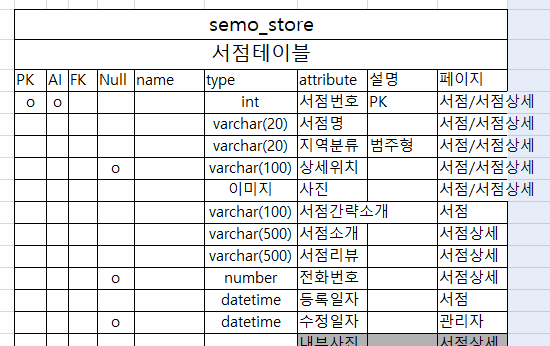 semo_store
서점테이블
PK AI FK Null name type attribute 설명 페이지
o o int 서점번호 PK 서점/서점상세
varchar(20) 서점명 서점/서점상세
varchar(20) 지역분류 범주형 서점/서점상세
o varchar(100) 상세위치 서점/서점상세
이미지 사진 서점/서점상세
varchar(100) 서점간략소개 서점
varchar(500) 서점소개 서점상세
varchar(500) 서점리뷰 서점상세
o number 전화번호 서점상세
datetime 등록일자 서점
o datetime 수정일자 관리자
내부사진 서점상세